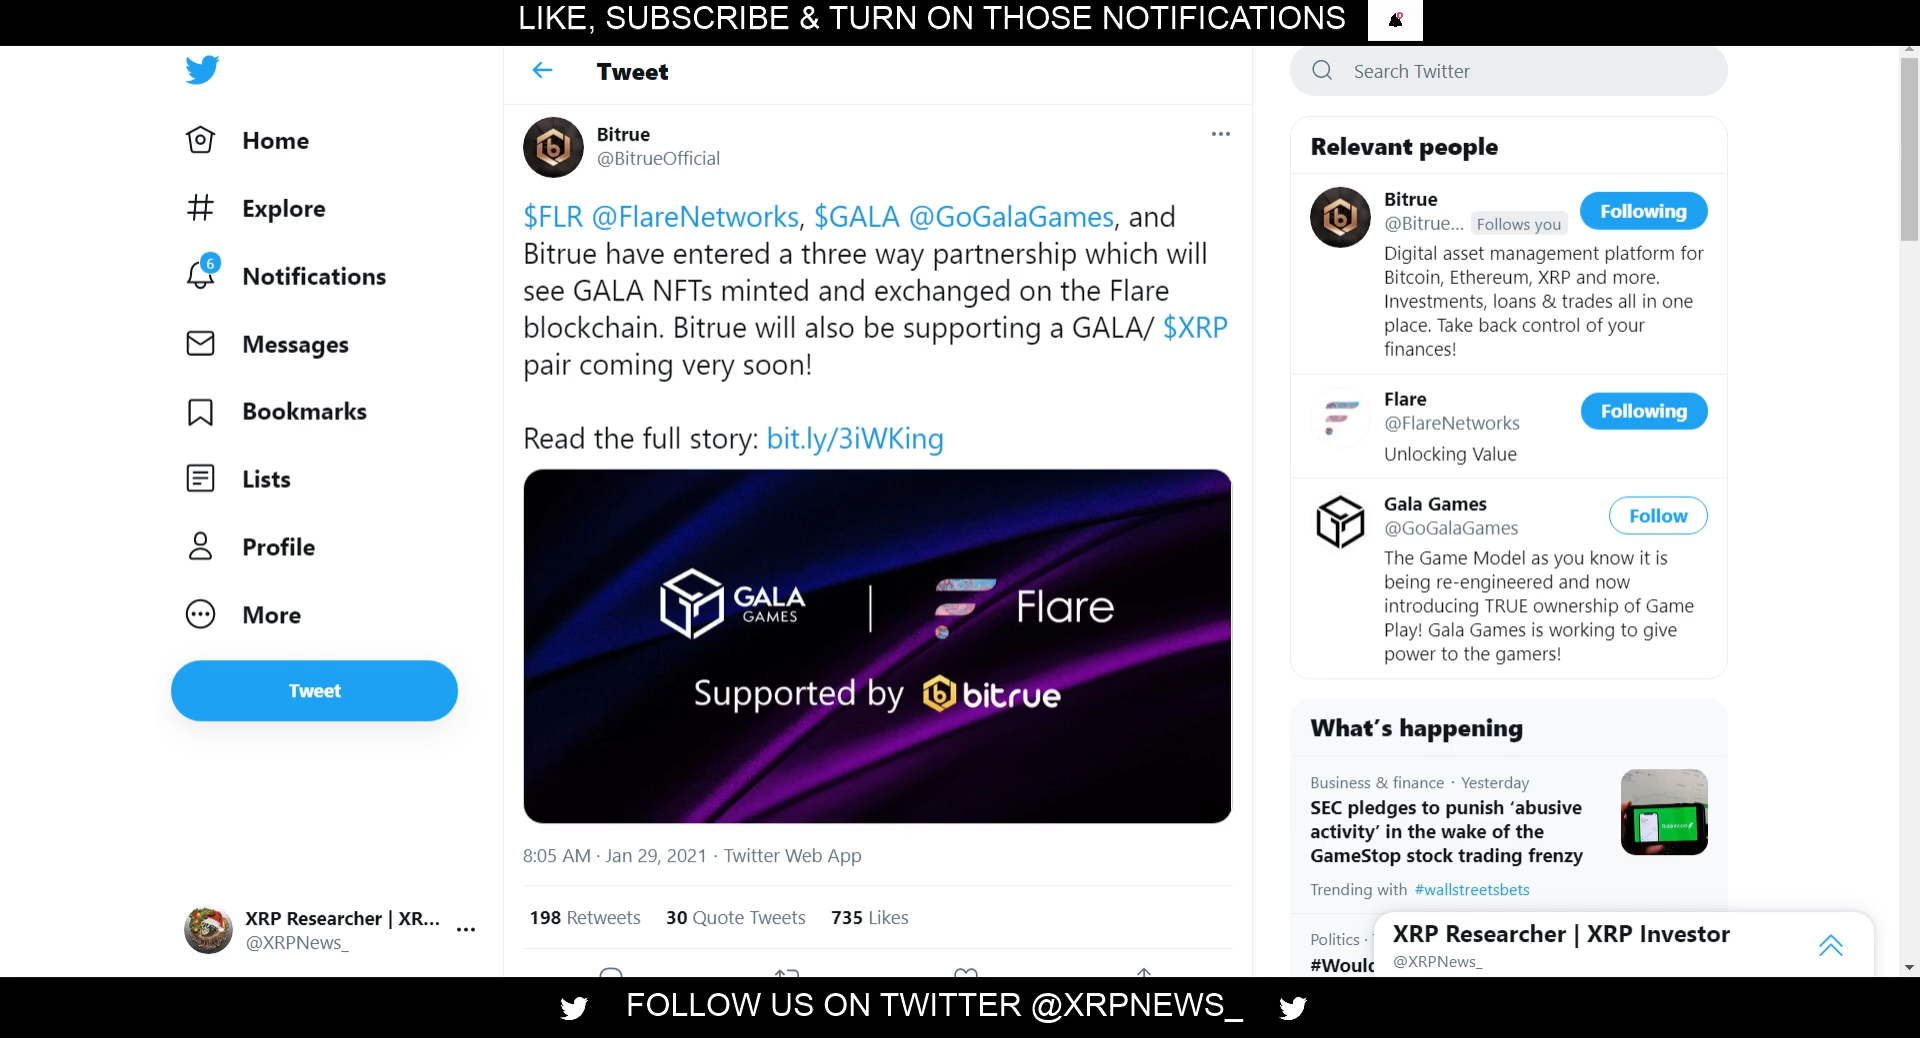 LIKE, SUBSCRIBE & TURN ON THOSE NOTIFICATIONS
Home
Explore
6
Notifications
Messages
Bookmarks
Lists
Profile
More
Tweet
XRP Researcher | XR...
@XRPNews_
Tweet
Bitrue
@BitrueOfficial
$FLR @FlareNetworks, $GALA @GoGalaGames, and
Bitrue have entered a three way partnership which will
see GALA NFTs minted and exchanged on the Flare
blockchain. Bitrue will also be supporting a GALA/ $XRP
pair coming very soon!
Read the full story: bit.ly/3iWKing
GALA
GAMES
Flare
Supported by bitrue
8:05 AM · Jan 29, 2021 · Twitter Web App
198 Retweets 30 Quote Tweets 735 Likes
Search Twitter
Relevant people
Bitrue
@Bitrue... Follows you
Following
Digital asset management platform for
Bitcoin, Ethereum, XRP and more.
Investments, loans & trades all in one
place. Take back control of your
finances!
Flare
@FlareNetworks
Following
Unlocking Value
Gala Games
@GoGalaGames
Follow
The Game Model as you know it is
being re-engineered and now
introducing TRUE ownership of Game
Play! Gala Games is working to give
power to the gamers!
What's happening
Business & finance · Yesterday
SEC pledges to punish ‘abusive
activity’ in the wake of the
GameStop stock trading frenzy
Trending with #wallstreetsbets
Politics ·
#Would
XRP Researcher | XRP Investor
@XRPNews_
FOLLOW US ON TWITTER @XRPNEWS_